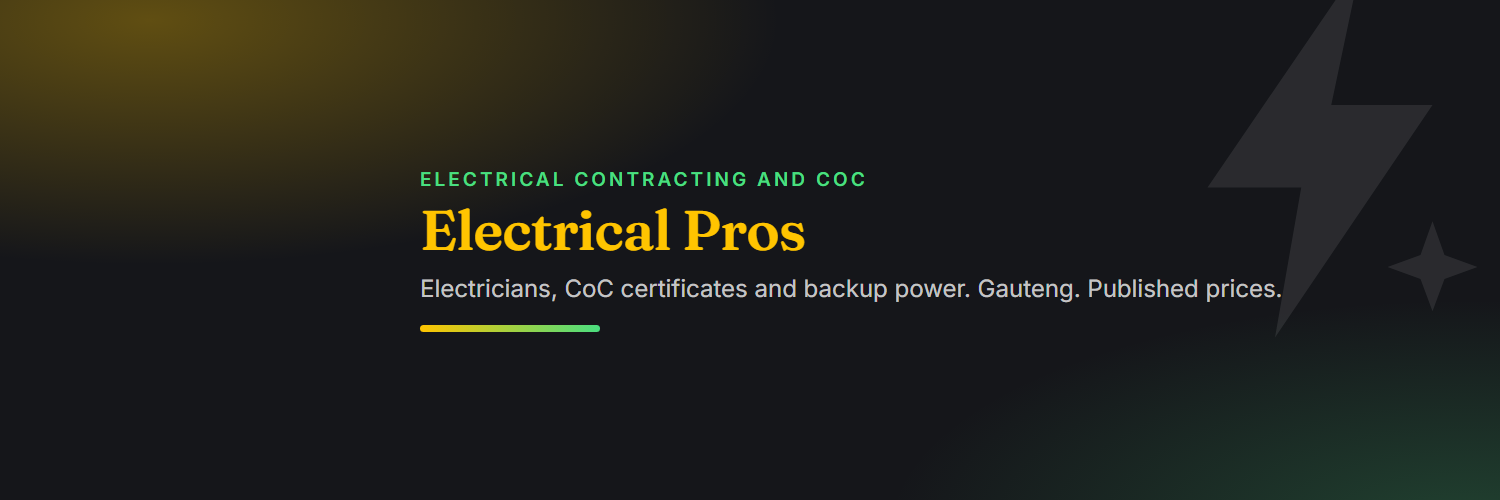 ELECTRICAL CONTRACTING AND COC
Electrical Pros
Electricians, CoC certificates and backup power. Gauteng. Published prices.